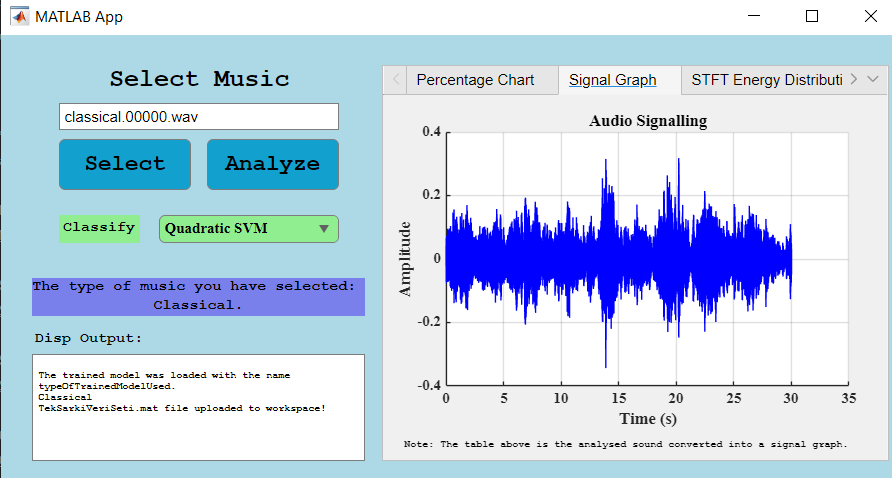 MATLAB App
Select Music
classical.00000.wav
Select
Analyze
Classify
Quadratic SVM
The type of music you have selected:
Classical.
Disp Output:
The trained model was loaded with the name
typeOfTrainedModelUsed.
Classical
TekSarkiVeriSeti.mat file uploaded to workspace!
Percentage Chart
Signal Graph
STFT Energy Distributi
Audio Signalling
0.4
0.2
0
-0.2
-0.4
Amplitude
0 5 10 15 20 25 30 35
Time (s)
Note: The table above is the analysed sound converted into a signal graph.